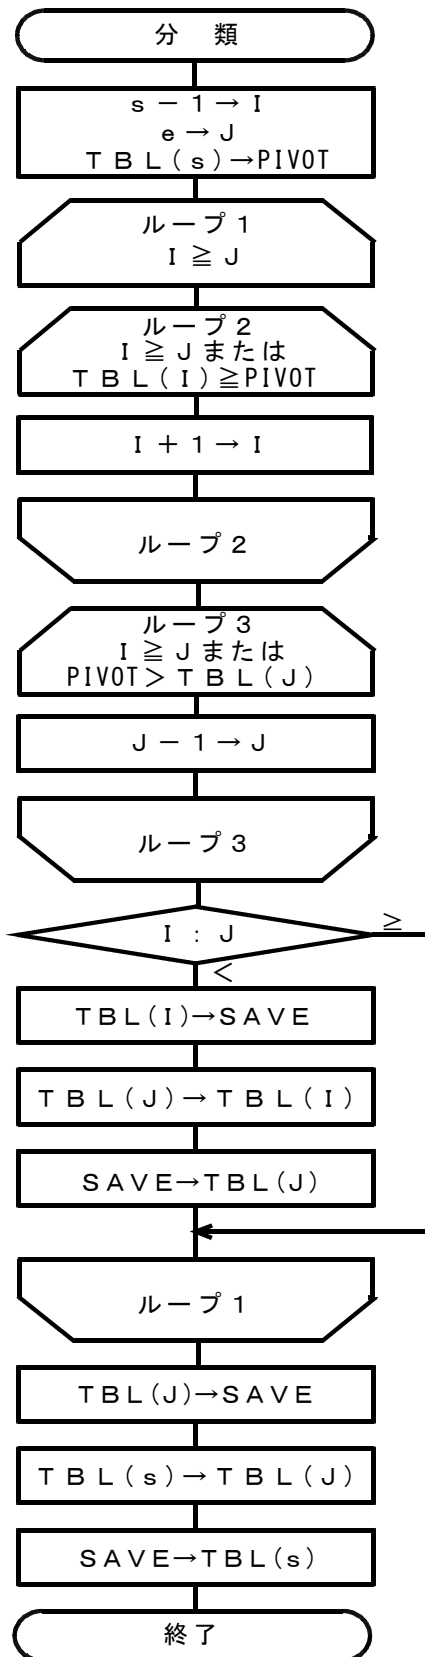 分　類
ｓ－１→Ｉ
ｅ→Ｊ
ＴＢＬ（ｓ）→PIVOT
ループ１
Ｉ≧Ｊ
ループ２
Ｉ≧Ｊまたは
ＴＢＬ（Ｉ）≧PIVOT
Ｉ＋１→Ｉ
ループ２
ループ３
Ｉ≧Ｊまたは
PIVOT＞ＴＢＬ（Ｊ）
Ｊ－１→Ｊ
ループ３
Ｉ：Ｊ
≧
＜
ＴＢＬ（Ｉ）→ＳＡＶＥ
ＴＢＬ（Ｊ）→ＴＢＬ（Ｉ）
ＳＡＶＥ→ＴＢＬ（Ｊ）
ループ１
ＴＢＬ（Ｊ）→ＳＡＶＥ
ＴＢＬ（ｓ）→ＴＢＬ（Ｊ）
ＳＡＶＥ→ＴＢＬ（ｓ）
終了